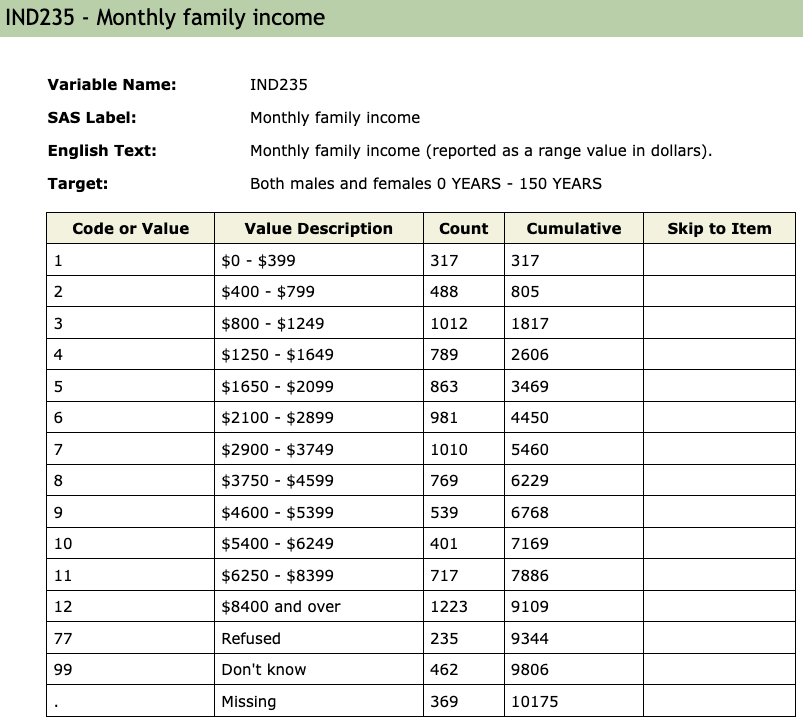 IND235 - Monthly family income
Variable Name: IND235
SAS Label: Monthly family income
English Text: Monthly family income (reported as a range value in dollars).
Target: Both males and females 0 YEARS - 150 YEARS
Code or Value Value Description Count Cumulative Skip to Item
1 $0 - $399 317 317
2 $400 - $799 488 805
3 $800 - $1249 1012 1817
4 $1250 - $1649 789 2606
5 $1650 - $2099 863 3469
6 $2100 - $2899 981 4450
7 $2900 - $3749 1010 5460
8 $3750 - $4599 769 6229
9 $4600 - $5399 539 6768
10 $5400 - $6249 401 7169
11 $6250 - $8399 717 7886
12 $8400 and over 1223 9109
77 Refused 235 9344
99 Don't know 462 9806
. Missing 369 10175